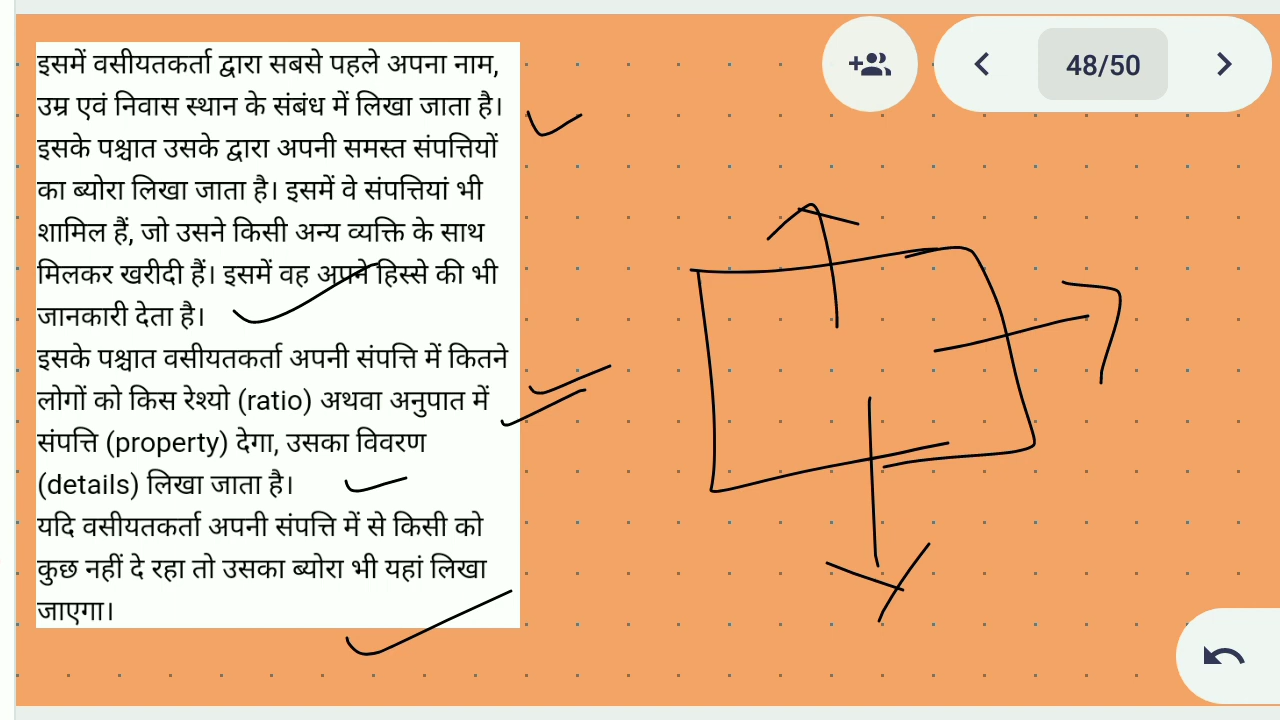 इसमें वसीयतकर्ता द्वारा सबसे पहले अपना नाम,
उम्र एवं निवास स्थान के संबंध में लिखा जाता है।
इसके पश्चात उसके द्वारा अपनी समस्त संपत्तियों
का ब्योरा लिखा जाता है। इसमें वे संपत्तियां भी
शामिल हैं, जो उसने किसी अन्य व्यक्ति के साथ
मिलकर खरीदी हैं। इसमें वह अपने हिस्से की भी
जानकारी देता है।
इसके पश्चात वसीयतकर्ता अपनी संपत्ति में कितने
लोगों को किस रेश्यो (ratio) अथवा अनुपात में
संपत्ति (property) देगा, उसका विवरण
(details) लिखा जाता है।
यदि वसीयतकर्ता अपनी संपत्ति में से किसी को
कुछ नहीं दे रहा तो उसका ब्योरा भी यहां लिखा
जाएगा।
48/50